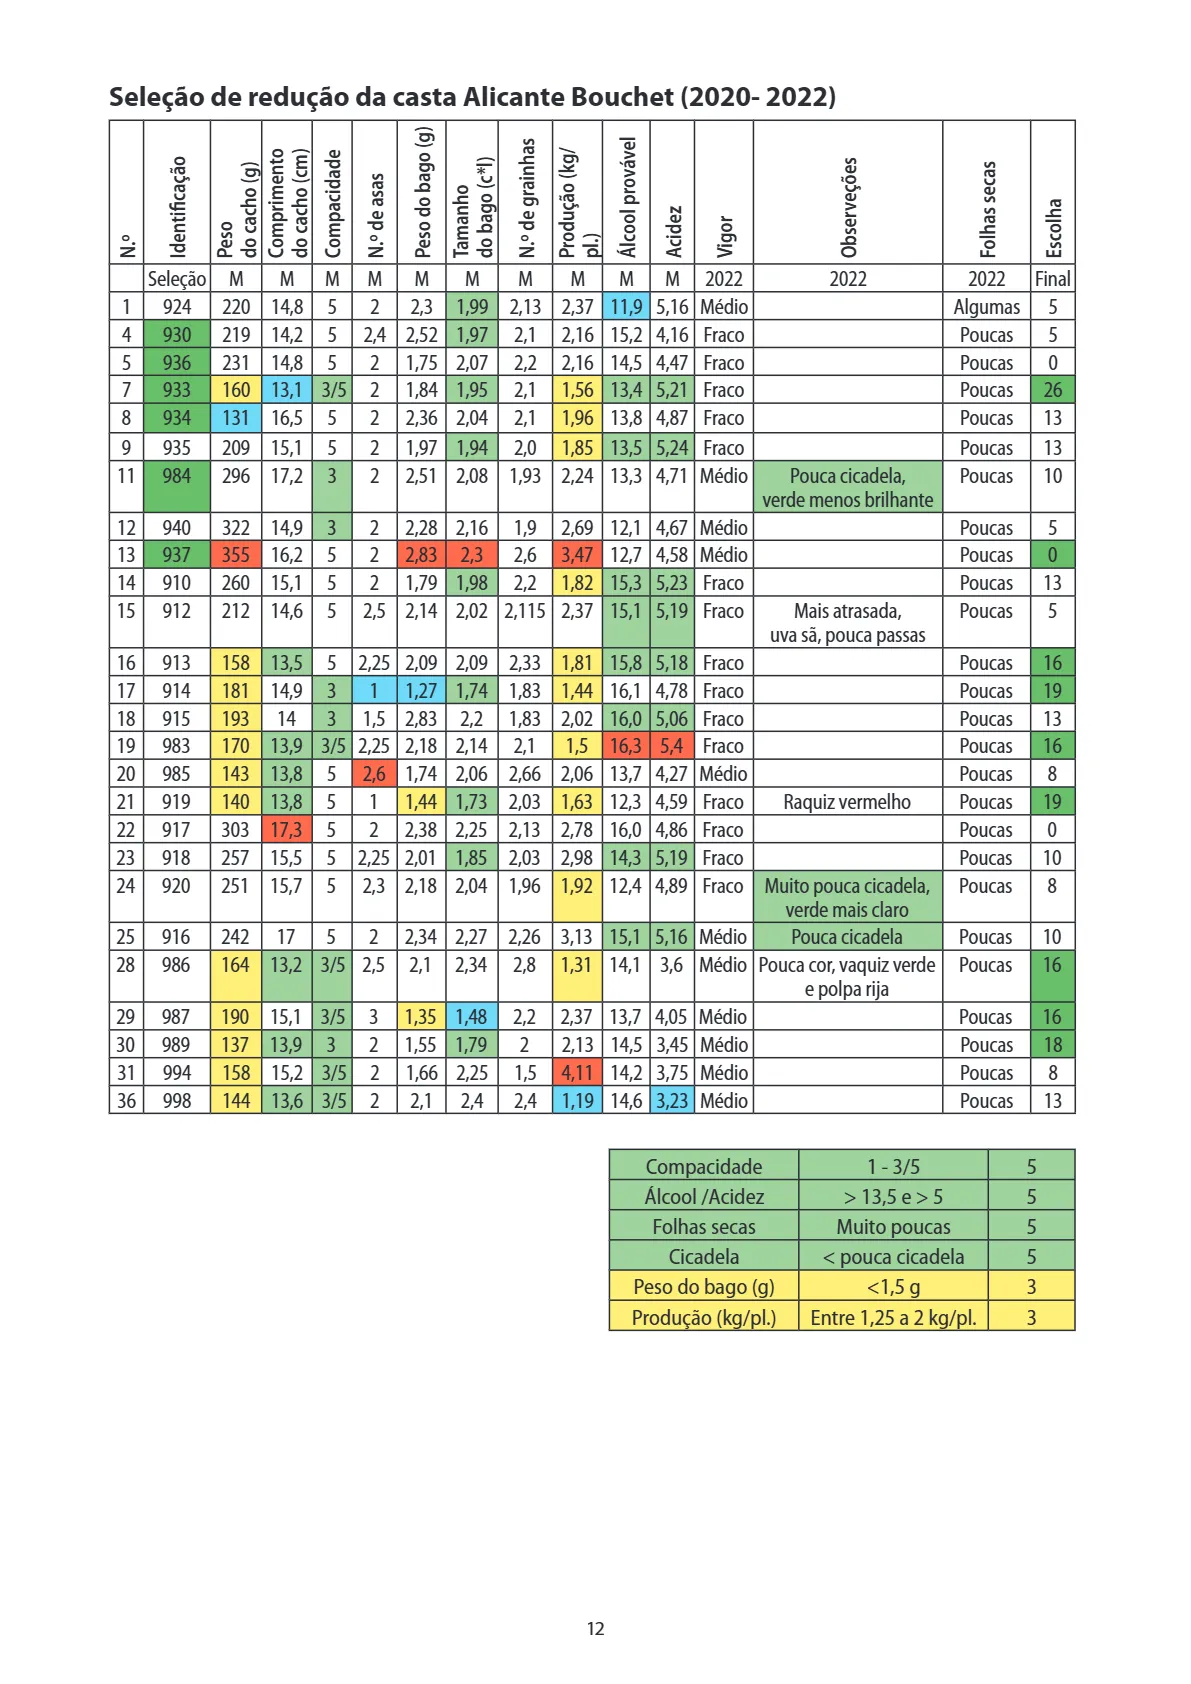 Seleção de redução da casta Alicante Bouchet (2020- 2022)
N.º Identificação Peso do cacho (g) Comprimento do cacho (cm) Compacidade N.º de asas Peso do bago (g) Tamanho do bago (c*l) N.º de grainhas Produção (kg/pl.) Álcool provável Acidez Vigor Observeções Folhas secas Escolha
Seleção M M M M M M M M M M 2022 2022 2022 Final
1 924 220 14,8 5 2 2,3 1,99 2,13 2,37 11,9 5,16 Médio Algumas 5
4 930 219 14,2 5 2,4 2,52 1,97 2,1 2,16 15,2 4,16 Fraco Poucas 5
5 936 231 14,8 5 2 1,75 2,07 2,2 2,16 14,5 4,47 Fraco Poucas 0
7 933 160 13,1 3/5 2 1,84 1,95 2,1 1,56 13,4 5,21 Fraco Poucas 26
8 934 131 16,5 5 2 2,36 2,04 2,1 1,96 13,8 4,87 Fraco Poucas 13
9 935 209 15,1 5 2 1,97 1,94 2,0 1,85 13,5 5,24 Fraco Poucas 13
11 984 296 17,2 3 2 2,51 2,08 1,93 2,24 13,3 4,71 Médio Pouca cicadela, Poucas 10
verde menos brilhante
12 940 322 14,9 3 2 2,28 2,16 1,9 2,69 12,1 4,67 Médio Poucas 5
13 937 355 16,2 5 2 2,83 2,3 2,6 3,47 12,7 4,58 Médio Poucas 0
14 910 260 15,1 5 2 1,79 1,98 2,2 1,82 15,3 5,23 Fraco Poucas 13
15 912 212 14,6 5 2,5 2,14 2,02 2,115 2,37 15,1 5,19 Fraco Mais atrasada, Poucas 5
uva sã, pouca passas
16 913 158 13,5 5 2,25 2,09 2,09 2,33 1,81 15,8 5,18 Fraco Poucas 16
17 914 181 14,9 3 1 1,27 1,74 1,83 1,44 16,1 4,78 Fraco Poucas 19
18 915 193 14 3 1,5 2,83 2,2 1,83 2,02 16,0 5,06 Fraco Poucas 13
19 983 170 13,9 3/5 2,25 2,18 2,14 2,1 1,5 16,3 5,4 Fraco Poucas 16
20 985 143 13,8 5 2,6 1,74 2,06 2,66 2,06 13,7 4,27 Médio Poucas 8
21 919 140 13,8 5 1 1,44 1,73 2,03 1,63 12,3 4,59 Fraco Raquiz vermelho Poucas 19
22 917 303 17,3 5 2 2,38 2,25 2,13 2,78 16,0 4,86 Fraco Poucas 0
23 918 257 15,5 5 2,25 2,01 1,85 2,03 2,98 14,3 5,19 Fraco Poucas 10
24 920 251 15,7 5 2,3 2,18 2,04 1,96 1,92 12,4 4,89 Fraco Muito pouca cicadela, Poucas 8
verde mais claro
25 916 242 17 5 2 2,34 2,27 2,26 3,13 15,1 5,16 Médio Pouca cicadela Poucas 10
28 986 164 13,2 3/5 2,5 2,1 2,34 2,8 1,31 14,1 3,6 Médio Pouca cor, vaquiz verde Poucas 16
e polpa rija
29 987 190 15,1 3/5 3 1,35 1,48 2,2 2,37 13,7 4,05 Médio Poucas 16
30 989 137 13,9 3 2 1,55 1,79 2 2,13 14,5 3,45 Médio Poucas 18
31 994 158 15,2 3/5 2 1,66 2,25 1,5 4,11 14,2 3,75 Médio Poucas 8
36 998 144 13,6 3/5 2 2,1 2,4 2,4 1,19 14,6 3,23 Médio Poucas 13
Compacidade 1 - 3/5 5
Álcool /Acidez > 13,5 e > 5 5
Folhas secas Muito poucas 5
Cicadela < pouca cicadela 5
Peso do bago (g) <1,5 g 3
Produção (kg/pl.) Entre 1,25 a 2 kg/pl. 3
12